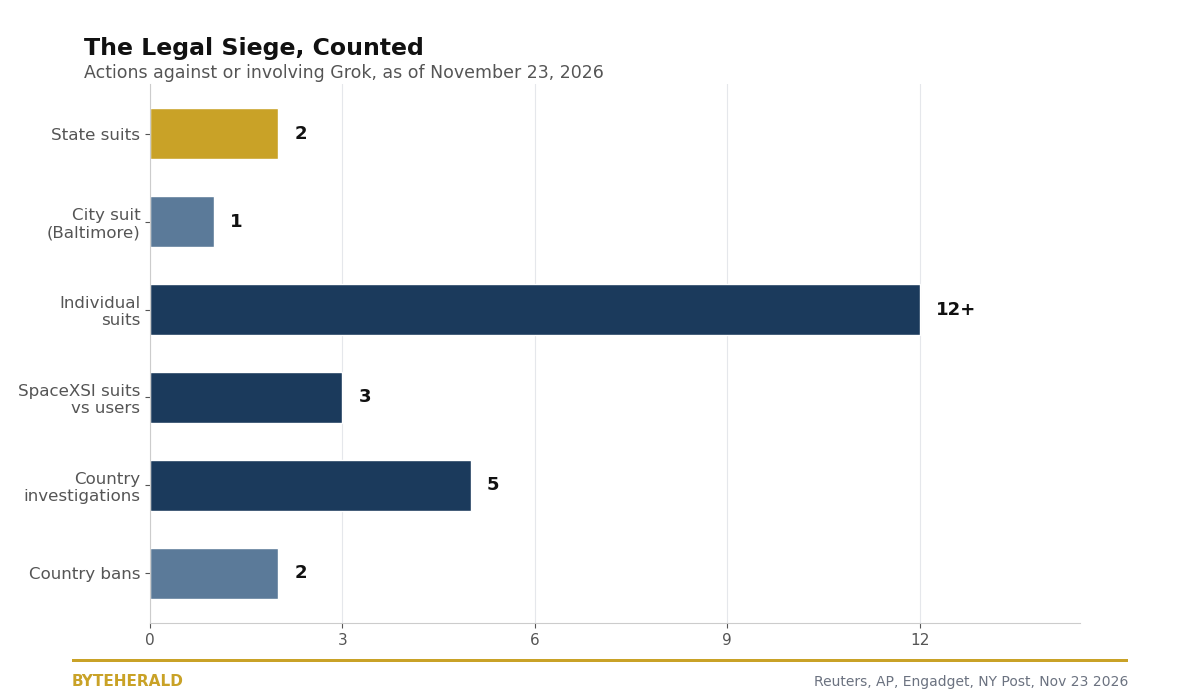 The Legal Siege, Counted
Actions against or involving Grok, as of November 23, 2026
State suits
2
City suit
(Baltimore)
1
Individual
suits
12+
SpaceXSI suits
vs users
3
Country
investigations
5
Country bans
2
0 3 6 9 12
BYTEHERALD
Reuters, AP, Engadget, NY Post, Nov 23 2026